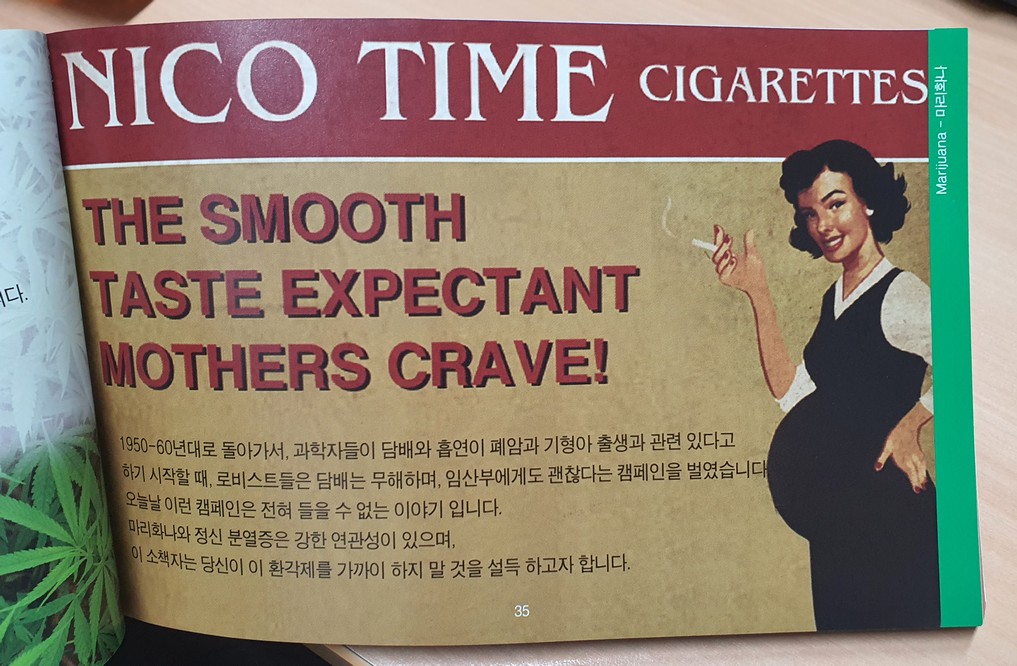 NICO TIME CIGARETTES
THE SMOOTH
TASTE EXPECTANT
MOTHERS CRAVE!
1950-60년대로 돌아가서, 과학자들이 담배와 흡연이 폐암과 기형아 출생과 관련 있다고
하기 시작할 때, 로비스트들은 담배는 무해하며, 임산부에게도 괜찮다는 캠페인을 벌였습니다
오늘날 이런 캠페인은 전혀 들을 수 없는 이야기 입니다.
마리화나와 정신 분열증은 강한 연관성이 있으며,
이 소책자는 당신이 이 환각제를 가까이 하지 말 것을 설득 하고자 합니다.
35
Marijuana - 마리화나